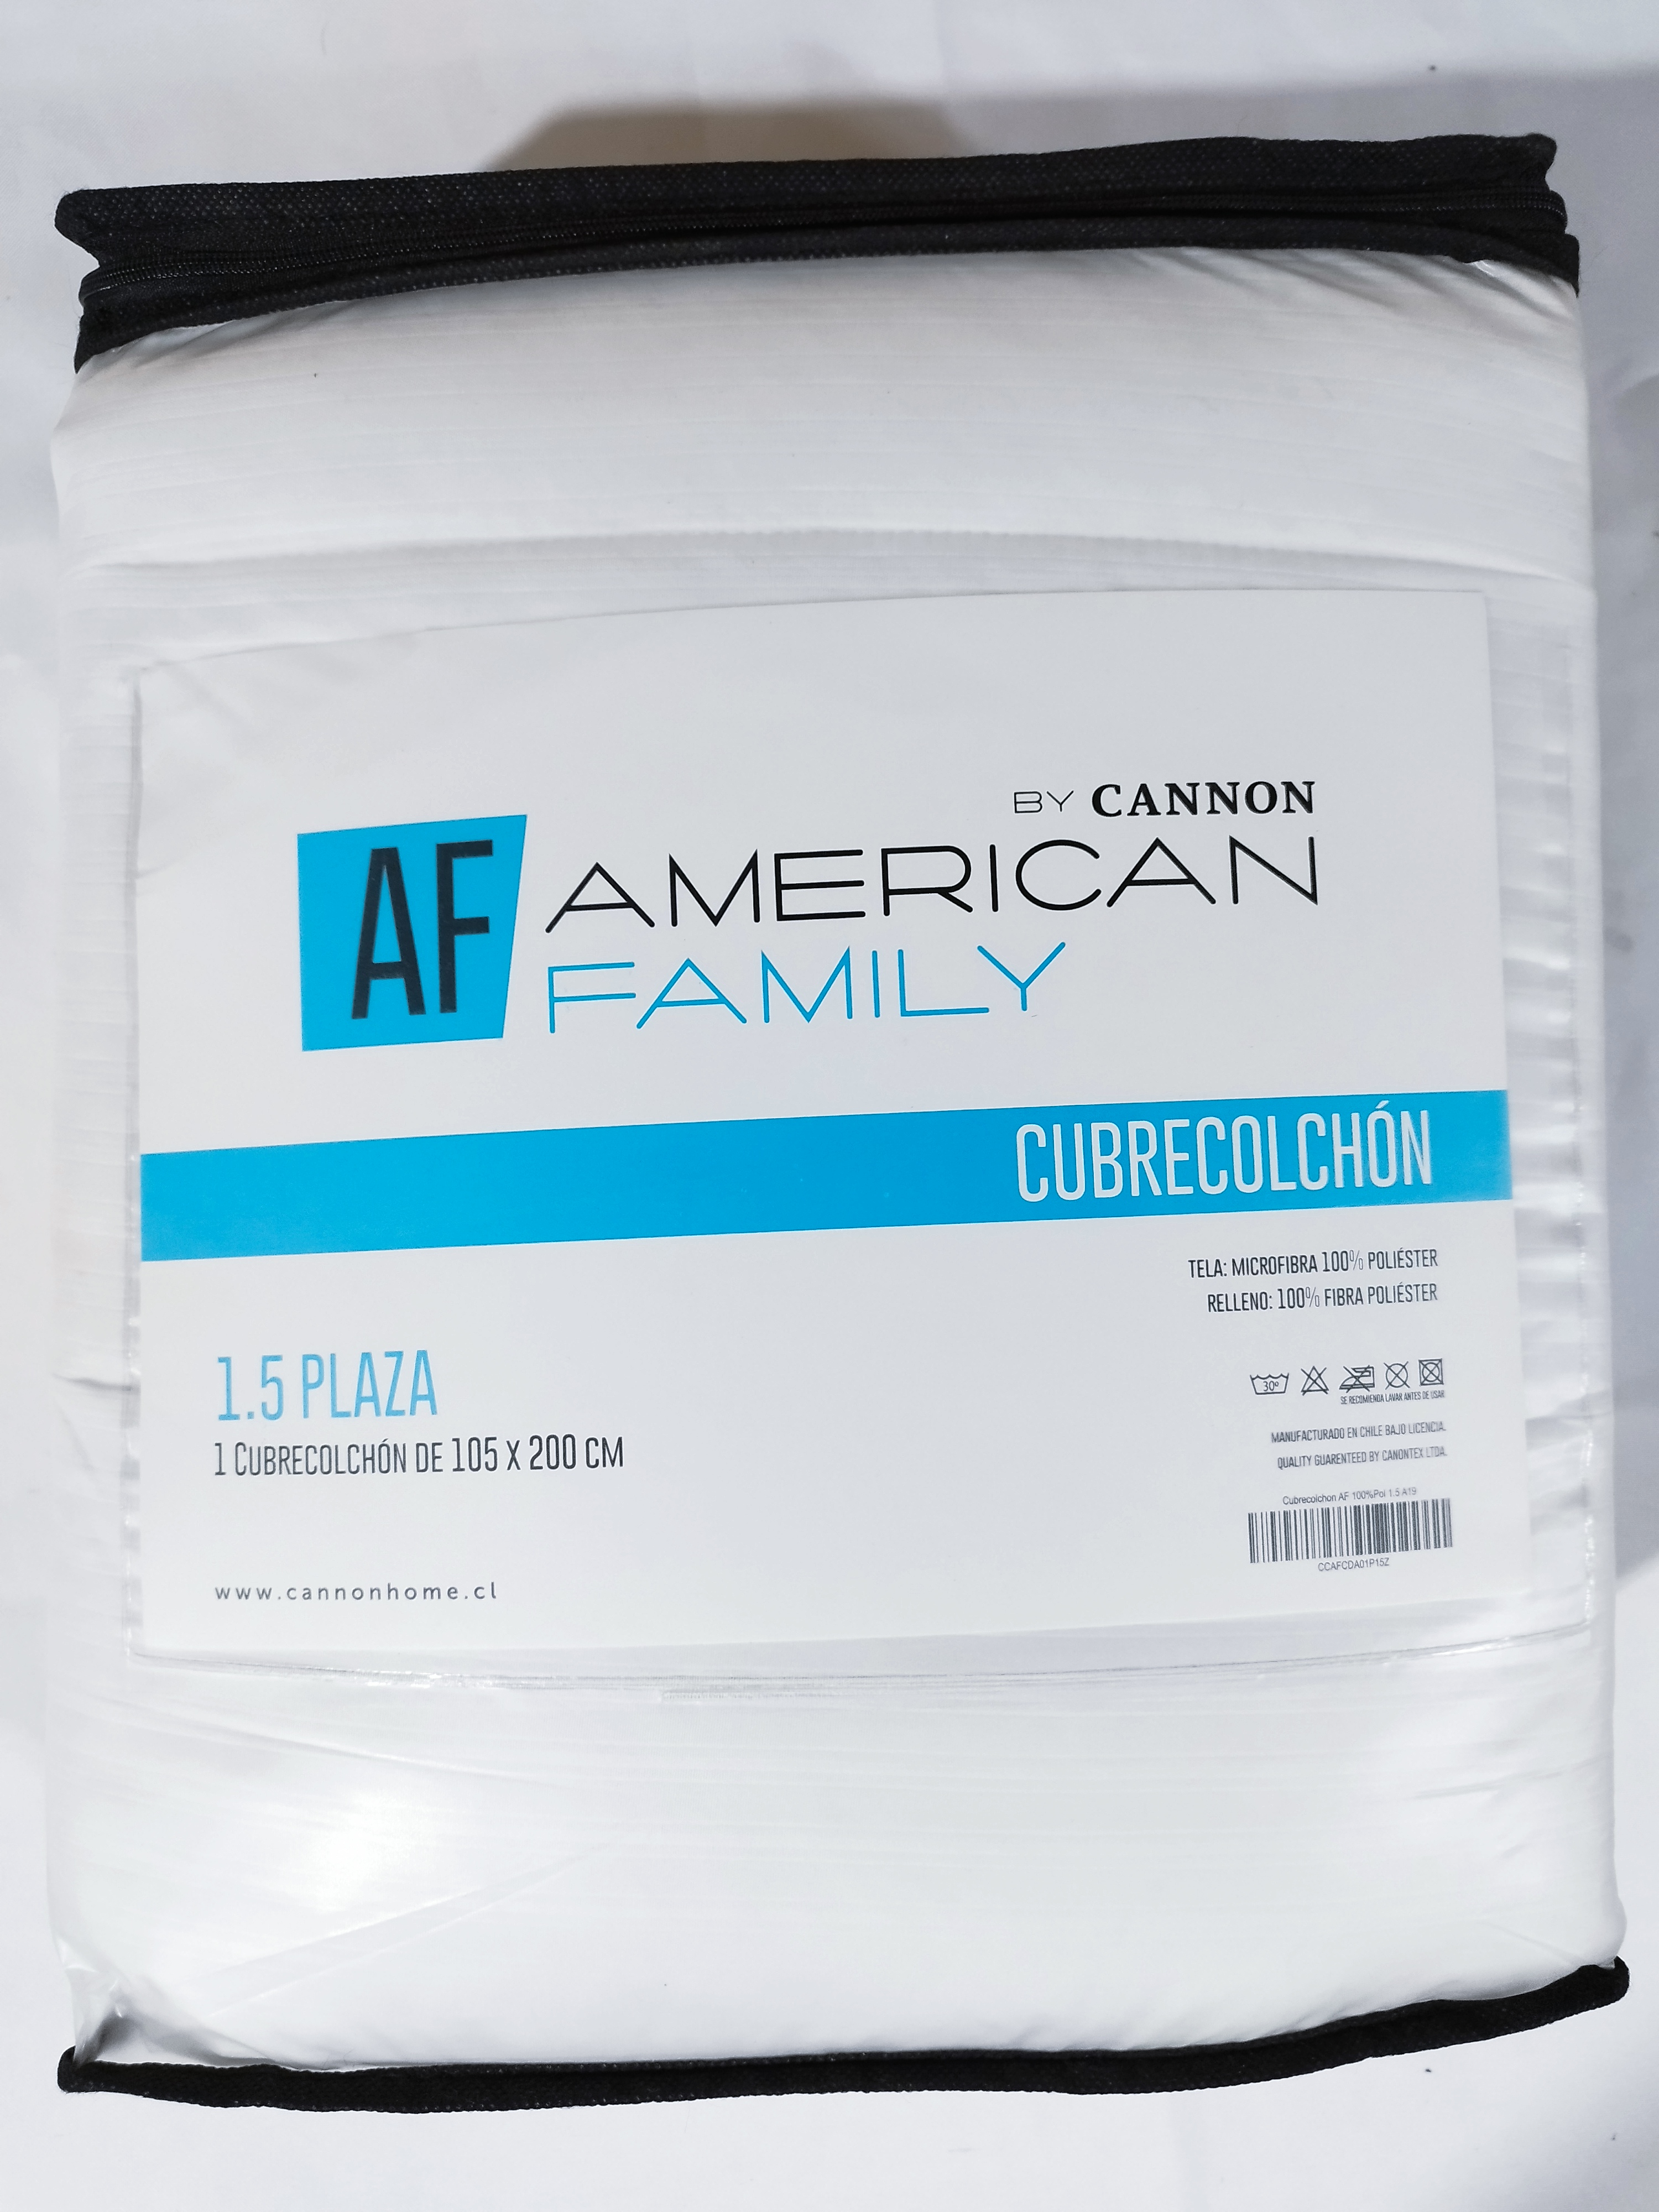 BY CANNON
AF AMERICAN
FAMILY
CUBRECOLCHÓN
TELA: MICROFIBRA 100% POLIÉSTER
RELLENO: 100% FIBRA POLIÉSTER
1.5 PLAZA
1 CUBRECOLCHÓN DE 105 X 200 CM
30°
SE RECOMIENDA LAVAR ANTES DE USAR
MANUFACTURADO EN CHILE BAJO LICENCIA.
QUALITY GUARENTEED BY CANONTEX LTDA.
Cubrecolchon AF 100%Pol 1.5 A19
CCAFCDA01P15Z
www.cannonhome.cl